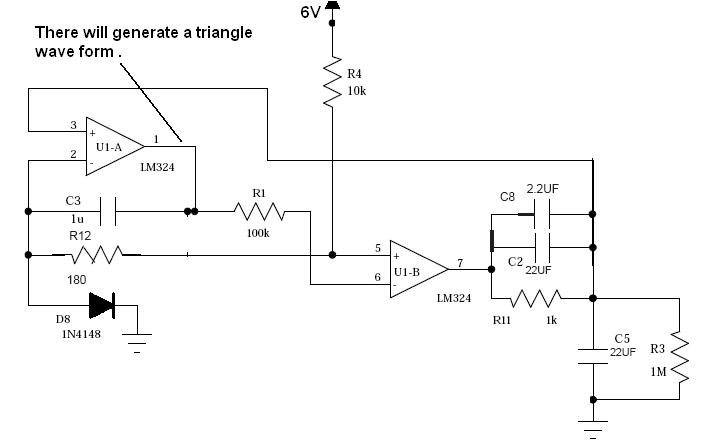 6V
There will generate a triangle
wave form .
R4
10k
3
+
U1-A
1
2
-
LM324
C3
1u
R1
100k
R12
180
C8
2.2UF
5
+
U1-B
7
6
-
LM324
C2
22UF
D8
1N4148
R11
1k
C5
22UF
R3
1M